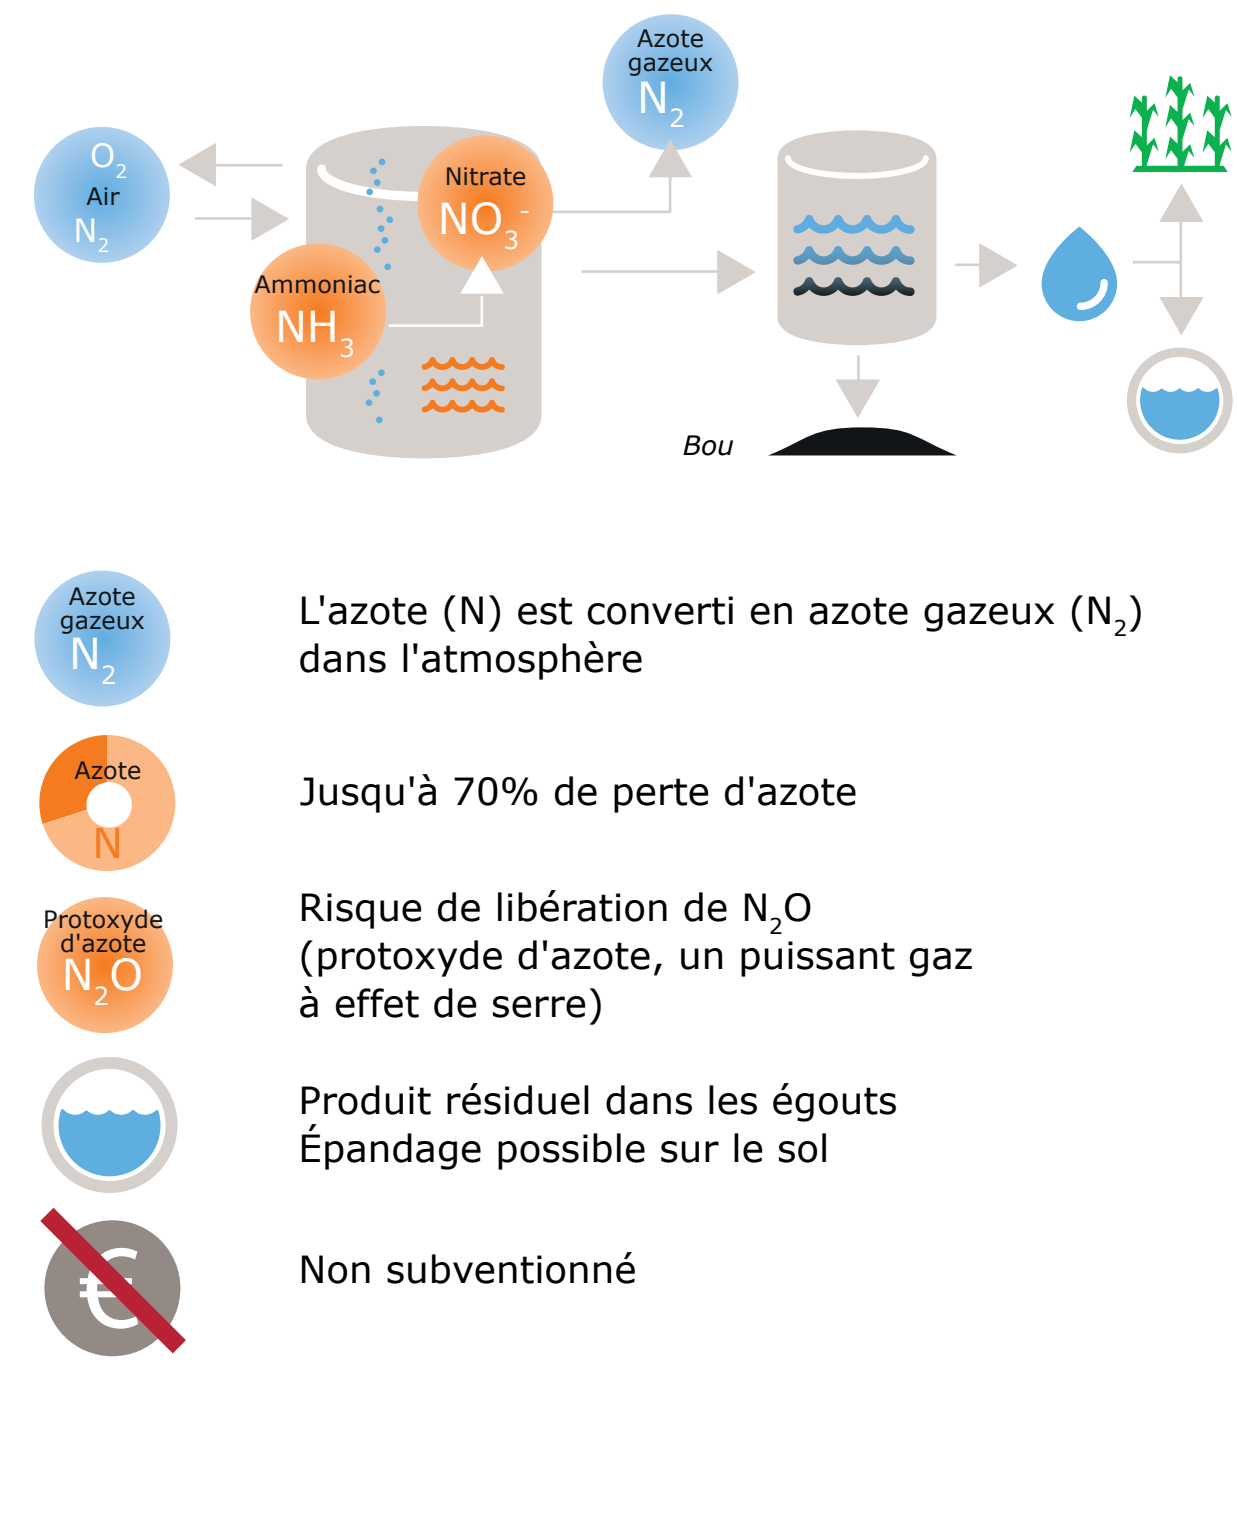 Azote
gazeux
N₂
O₂
Air
N₂
Nitrate
NO₃⁻
Ammoniac
NH₃
Bou
Azote
gazeux
N₂
L'azote (N) est converti en azote gazeux (N₂)
dans l'atmosphère
Azote
N
Jusqu'à 70% de perte d'azote
Protoxyde
d'azote
N₂O
Risque de libération de N₂O
(protoxyde d'azote, un puissant gaz
à effet de serre)
Produit résiduel dans les égouts
Épandage possible sur le sol
€
Non subventionné